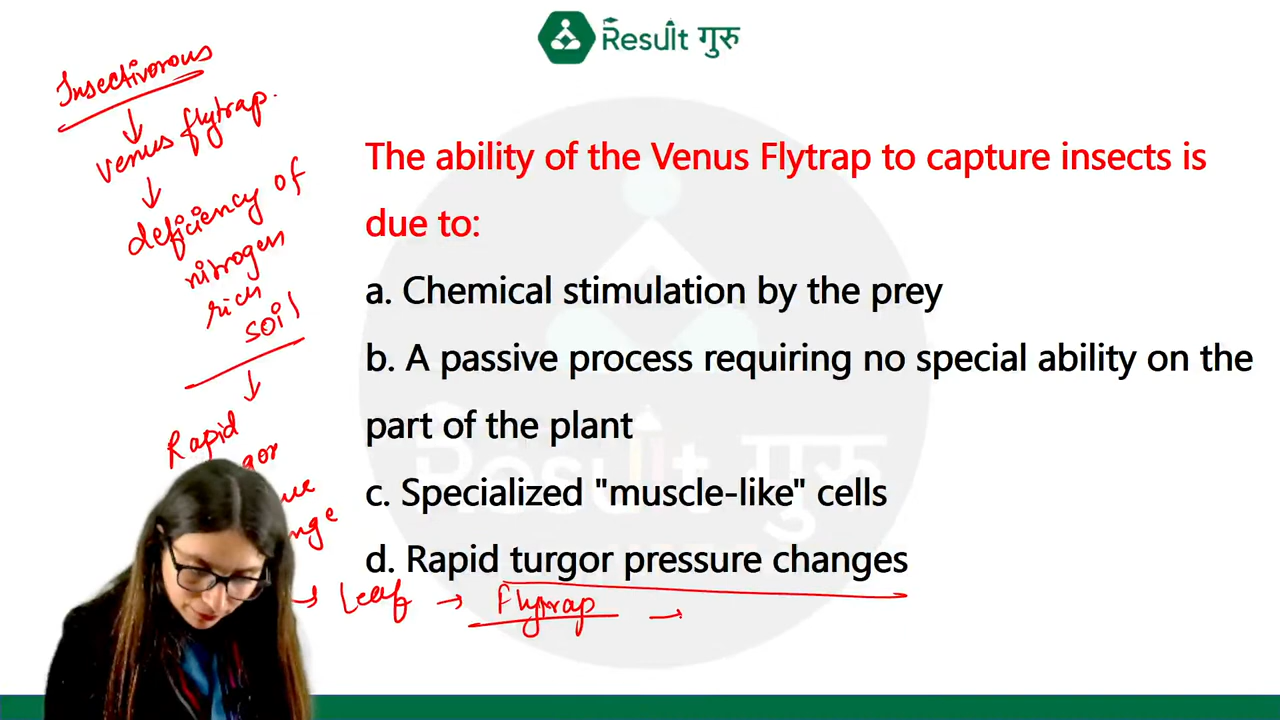 Result गुरु
Insectivorous
↓
venus flytrap.
↓
deficiency of
nitrogen
rich
soil
↓
Rapid
The ability of the Venus Flytrap to capture insects is
due to:
a. Chemical stimulation by the prey
b. A passive process requiring no special ability on the
part of the plant
c. Specialized "muscle-like" cells
d. Rapid turgor pressure changes
→ Leaf → Flytrap →
Result गुरु